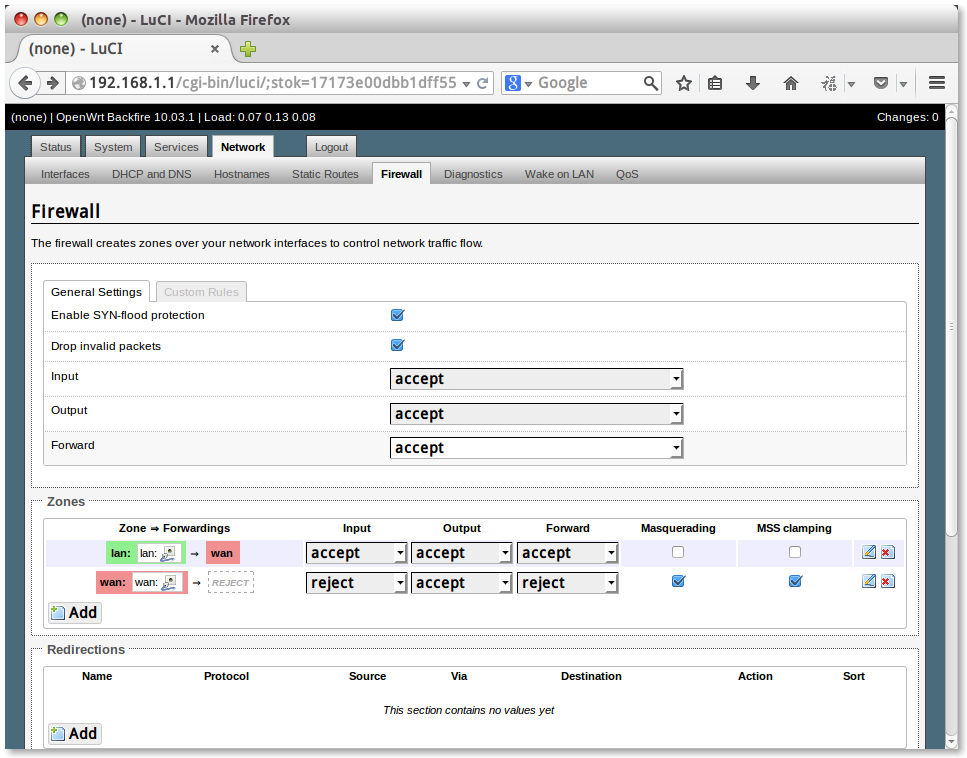 (none) - LuCI - Mozilla Firefox
(none) - LuCI
192.168.1.1/cgi-bin/luci/;stok=17173e00dbb1dff55
Google
(none) | OpenWrt Backfire 10.03.1 | Load: 0.07 0.13 0.08 Changes: 0
Status System Services Network Logout
Interfaces DHCP and DNS Hostnames Static Routes Firewall Diagnostics Wake on LAN QoS
Firewall
The firewall creates zones over your network interfaces to control network traffic flow.
General Settings Custom Rules
Enable SYN-flood protection
Drop invalid packets
Input accept
Output accept
Forward accept
Zones
Zone ⇒ Forwardings Input Output Forward Masquerading MSS clamping
lan: lan: → wan accept accept accept
wan: wan: → REJECT reject accept reject
Add
Redirections
Name Protocol Source Via Destination Action Sort
This section contains no values yet
Add